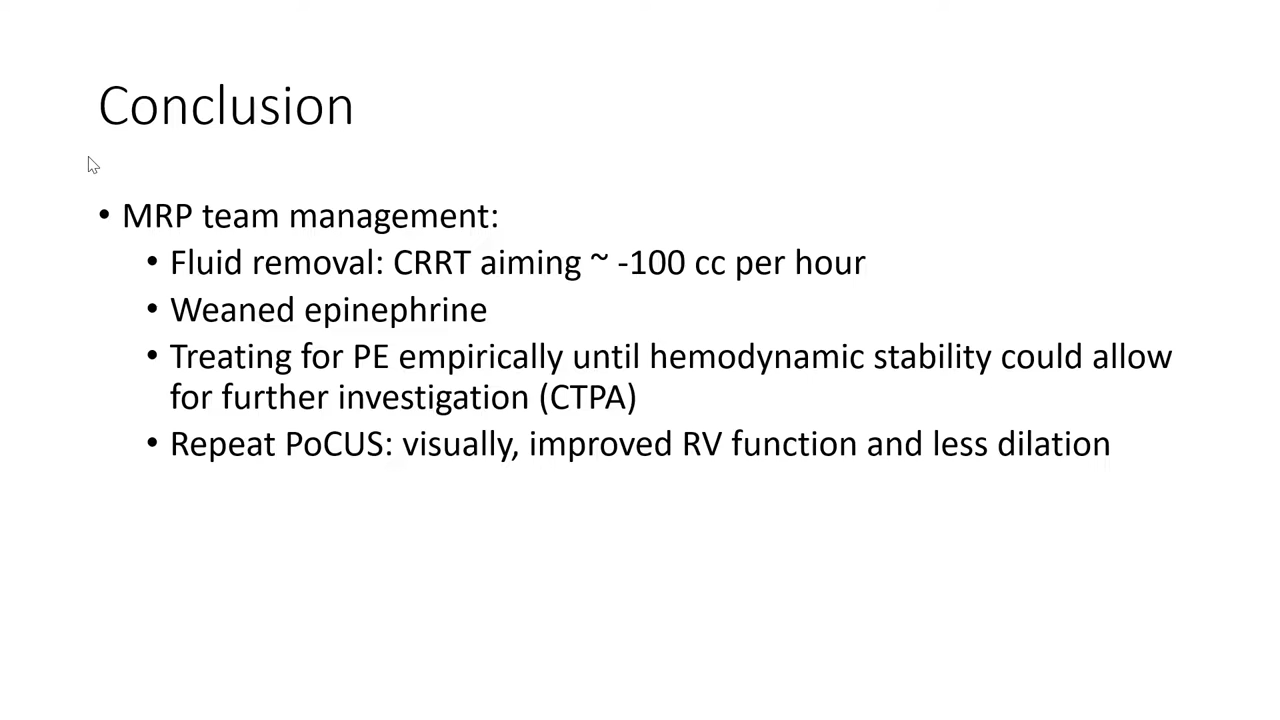 Conclusion
• MRP team management:
• Fluid removal: CRRT aiming ~ -100 cc per hour
• Weaned epinephrine
• Treating for PE empirically until hemodynamic stability could allow
for further investigation (CTPA)
• Repeat PoCUS: visually, improved RV function and less dilation